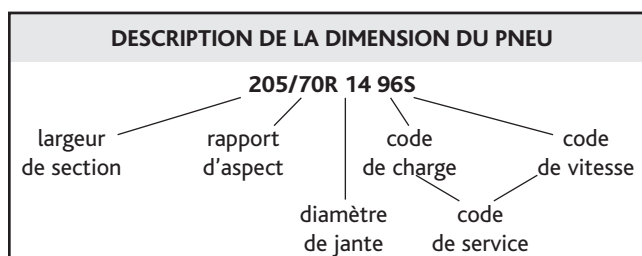 DESCRIPTION DE LA DIMENSION DU PNEU
205/70R 14 96S
largeur
de section
rapport
d'aspect
code
de charge
code
de vitesse
diamètre
de jante
code
de service